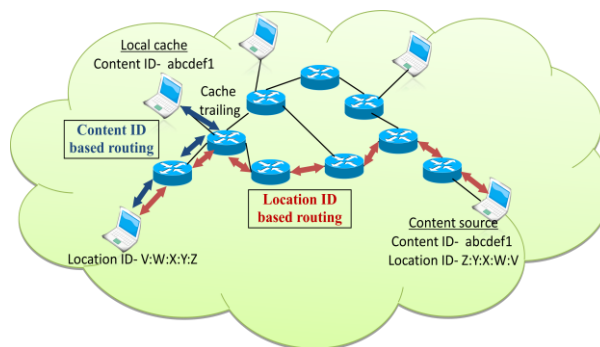 Local cache
Content ID- abcdef1
Cache
trailing
Content ID
based routing
Location ID
based routing
Content source
Content ID- abcdef1
Location ID- Z:Y:X:W:V
Location ID- V:W:X:Y:Z